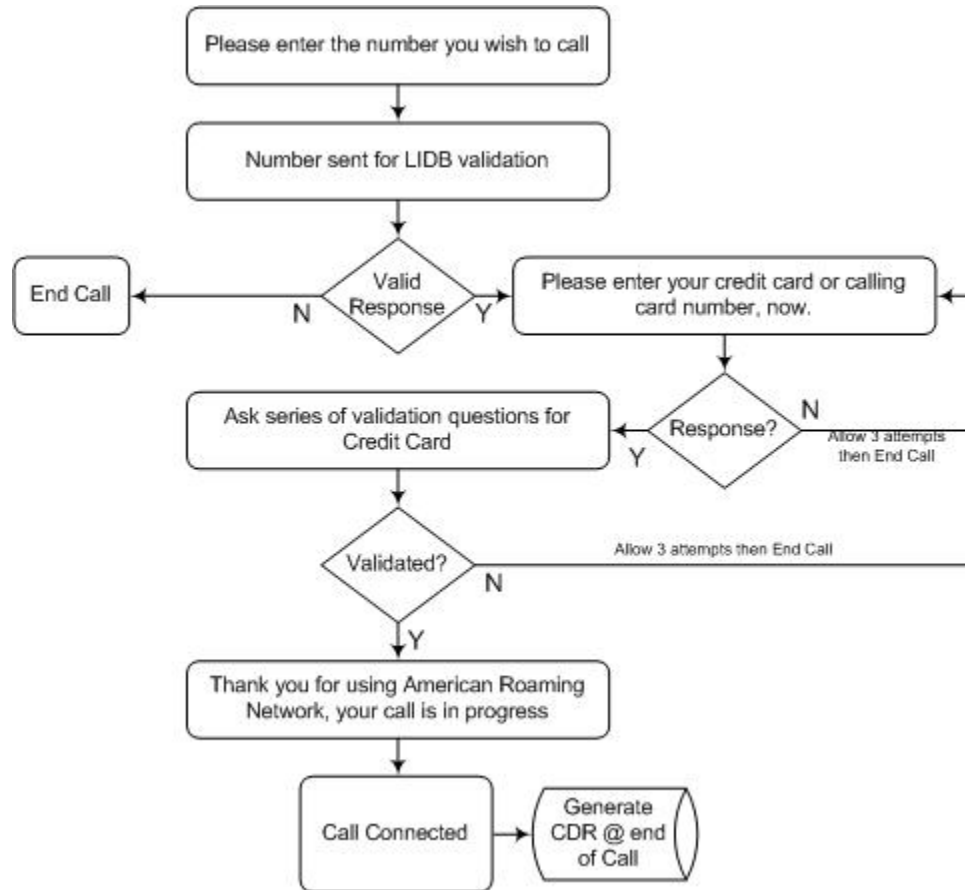 Please enter the number you wish to call
Number sent for LIDB validation
End Call
N
Valid
Response
Y
Please enter your credit card or calling
card number, now.
Ask series of validation questions for
Credit Card
Y
Response?
N
Allow 3 attempts
then End Call
Validated?
N
Allow 3 attempts then End Call
Y
Thank you for using American Roaming
Network, your call is in progress
Call Connected
Generate
CDR @ end
of Call